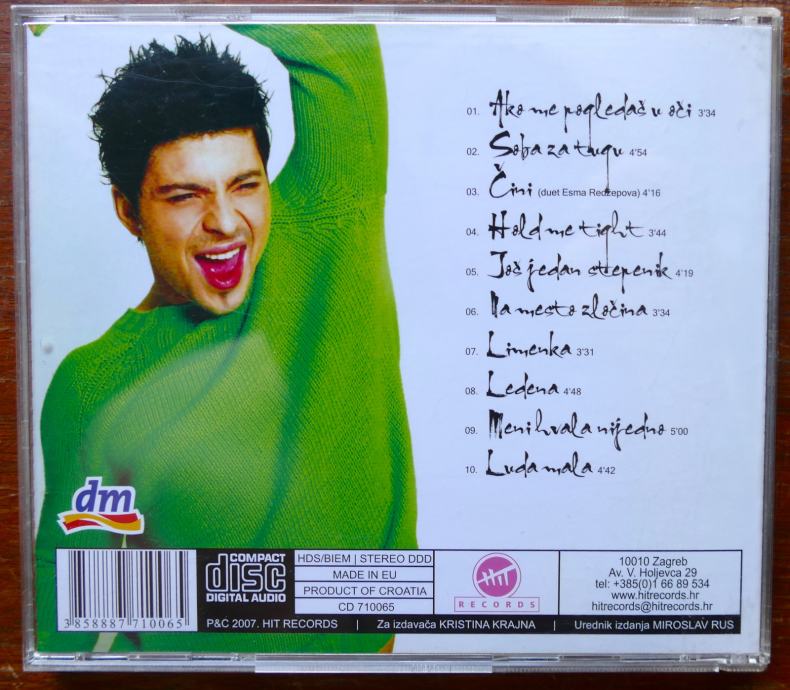 01. Ako me pogledaš u oči 3'34
02. Soba za tugu 4'54
03. Čini (duet Esma Redžepova) 4'16
04. Hold me tight 3'44
05. Još jedan stepenik 4'19
06. Na mesto zločina 3'34
07. Limenka 3'31
08. Ledena 4'48
09. Meni hvala nijedno 5'00
10. Luda mala 4'42
dm
3 858887 710065
COMPACT
disc
DIGITAL AUDIO
HDS/BIEM | STEREO DDD
MADE IN EU
PRODUCT OF CROATIA
CD 710065
HIT
RECORDS
10010 Zagreb
Av. V. Holjevca 29
tel: +385(0)1 66 89 534
www.hitrecords.hr
hitrecords@hitrecords.hr
P&C 2007. HIT RECORDS | Za izdavača KRISTINA KRAJNA | Urednik izdanja MIROSLAV RUS